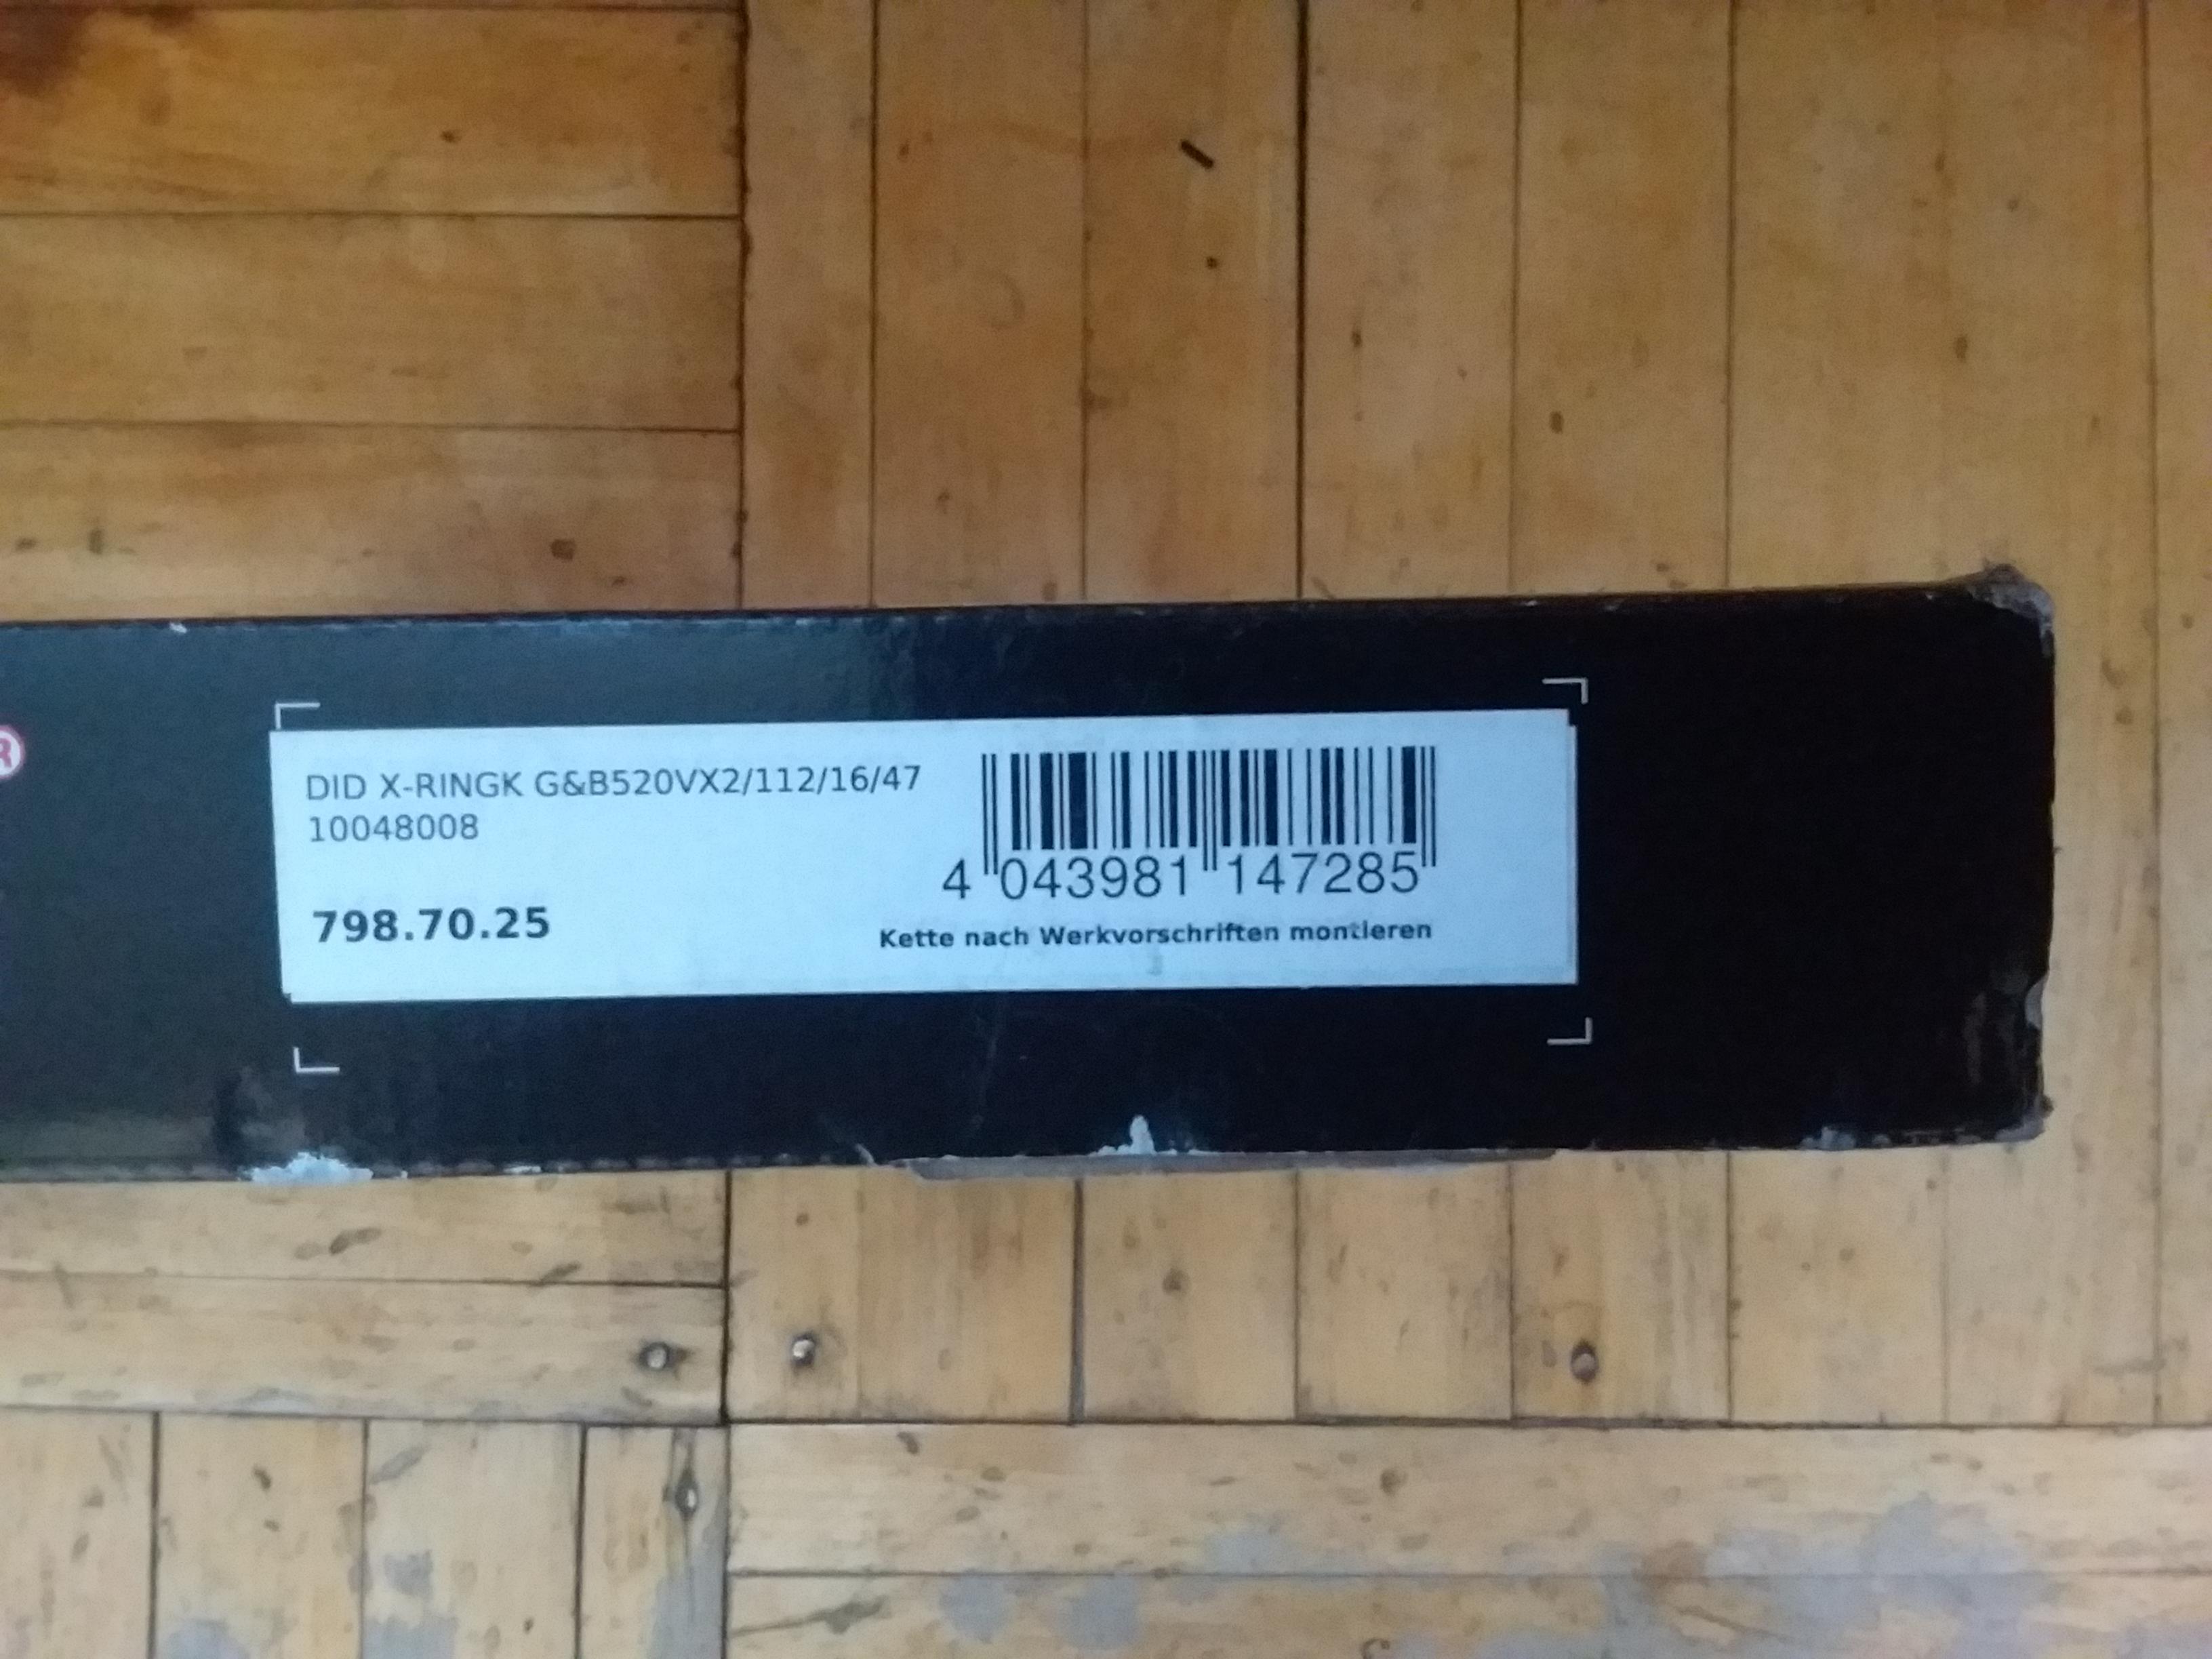 ®
DID X-RINGK G&B520VX2/112/16/47
10048008
798.70.25
4 043981 147285
Kette nach Werkvorschriften montieren